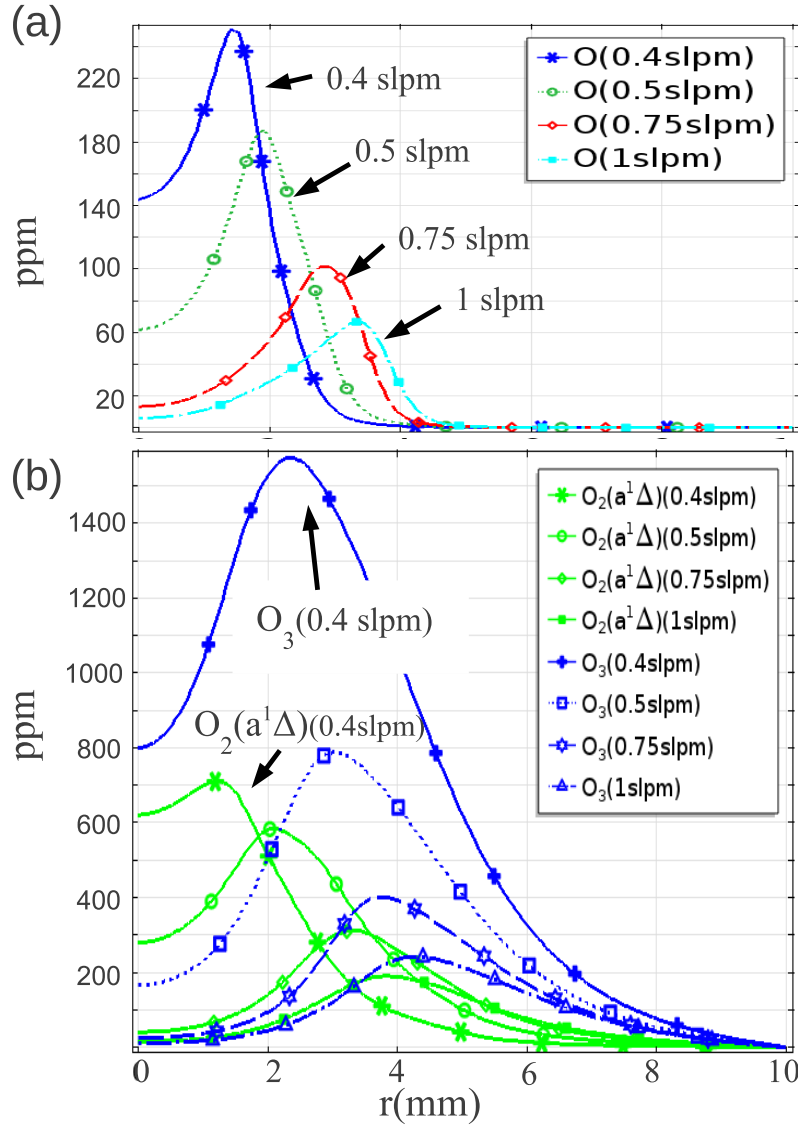 (a)
220
180
140
100
60
20
ppm
0.4 slpm
0.5 slpm
0.75 slpm
1 slpm
O(0.4slpm)
O(0.5slpm)
O(0.75slpm)
O(1slpm)
(b)
1400
1200
1000
800
600
400
200
ppm
O₃(0.4 slpm)
O₂(a¹Δ)(0.4slpm)
O₂(a¹Δ)(0.4slpm)
O₂(a¹Δ)(0.5slpm)
O₂(a¹Δ)(0.75slpm)
O₂(a¹Δ)(1slpm)
O₃(0.4slpm)
O₃(0.5slpm)
O₃(0.75slpm)
O₃(1slpm)
0 2 4 6 8 10
r(mm)